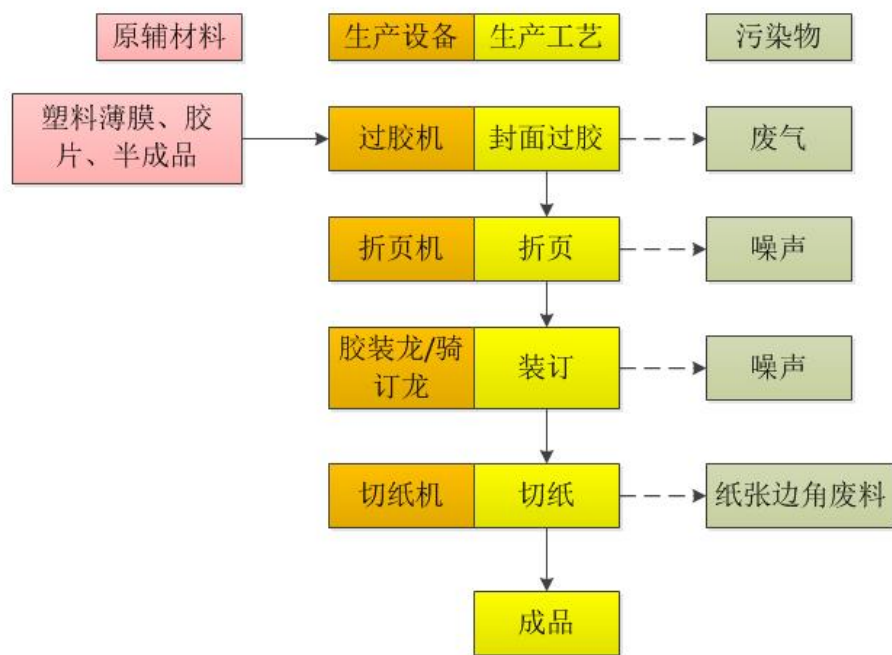 原辅材料
生产设备
生产工艺
污染物
塑料薄膜、胶
片、半成品
过胶机
封面过胶
废气
折页机
折页
噪声
胶装龙/骑
订龙
装订
噪声
切纸机
切纸
纸张边角废料
成品